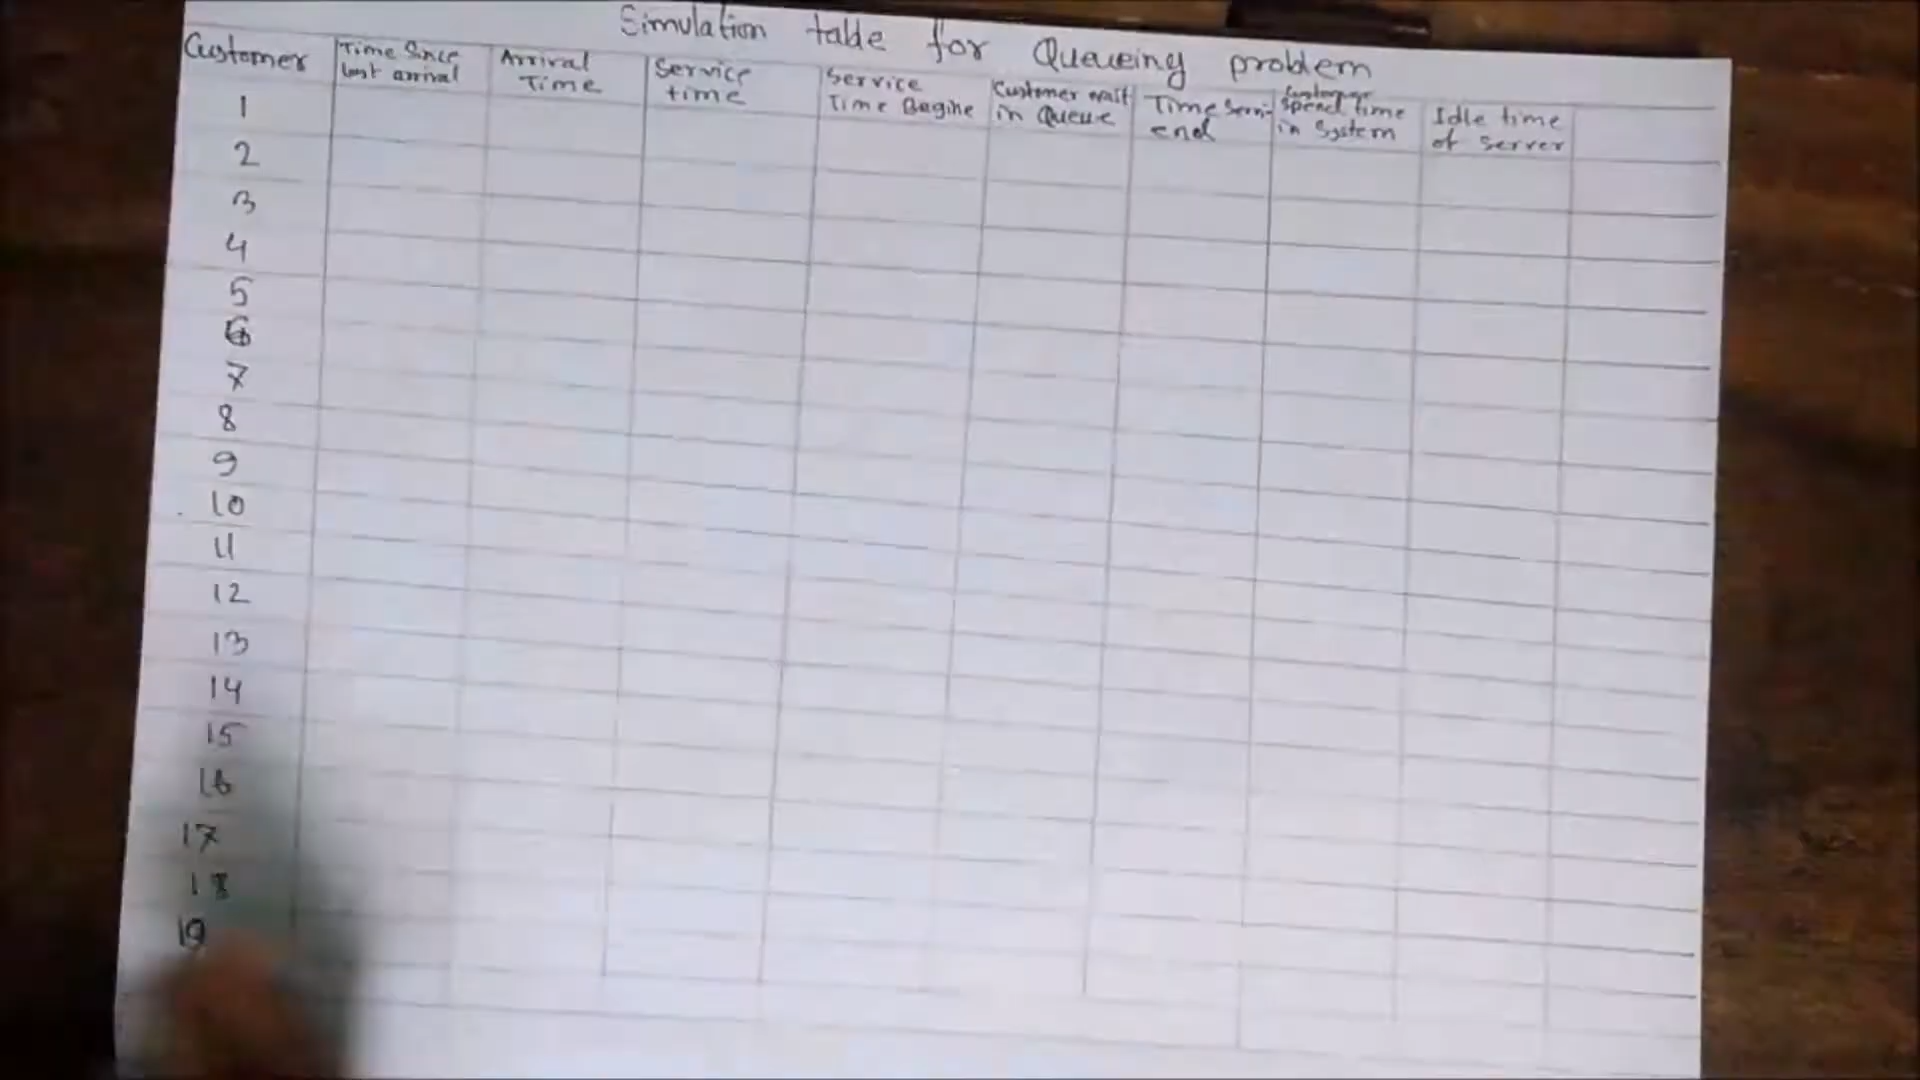 Simulation table for Queueing problem
Customer
Time Since
last arrival
Arrival
Time
Service
time
Service
Time Bagine
Customer wait
in Queue
Time Servi-
end
Customer
Spend time
in System
Idle time
of Server
1
2
3
4
5
6
7
8
9
10
11
12
13
14
15
16
17
18
19